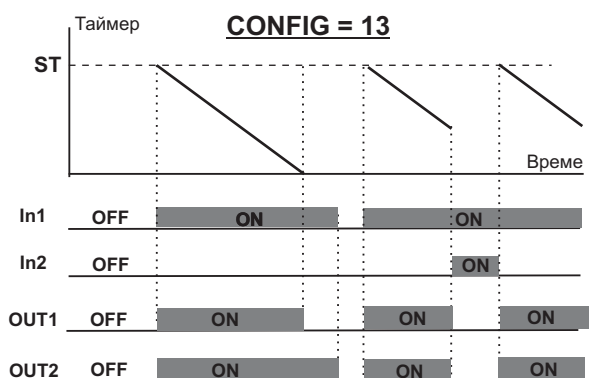 Таймер
CONFIG = 13
ST
Време
In1 OFF ON ON
In2 OFF ON
OUT1 OFF ON ON ON
OUT2 OFF ON ON ON